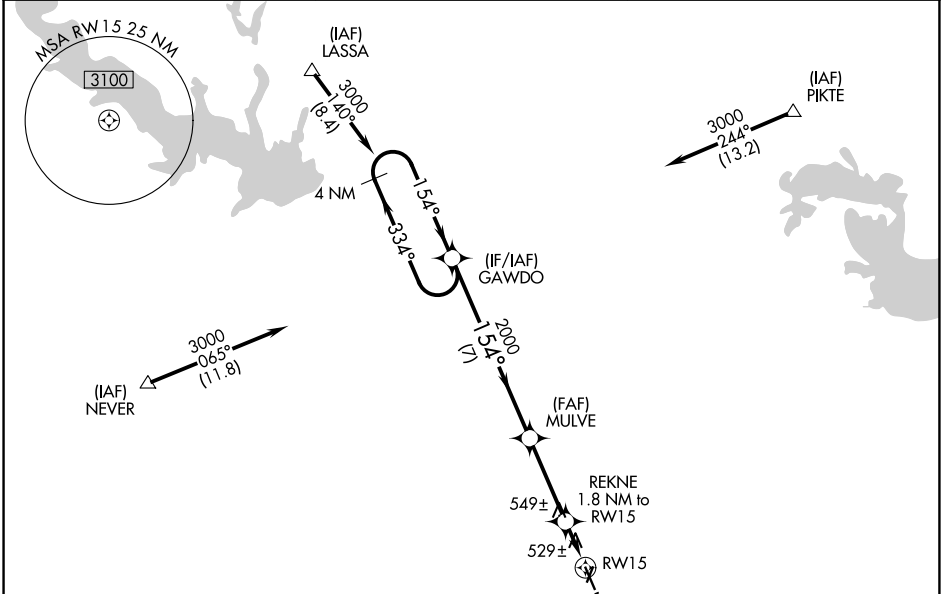 MSA RW15 25 NM
3100
(IAF)
LASSA
3000
140°
(8.4)
(IAF)
PIKTE
3000
244°
(13.2)
4 NM
154°
334°
(IF/IAF)
GAWDO
2000
154°
(7)
3000
065°
(11.8)
(IAF)
NEVER
(FAF)
MULVE
REKNE
1.8 NM to
RW15
549±
529±
RW15